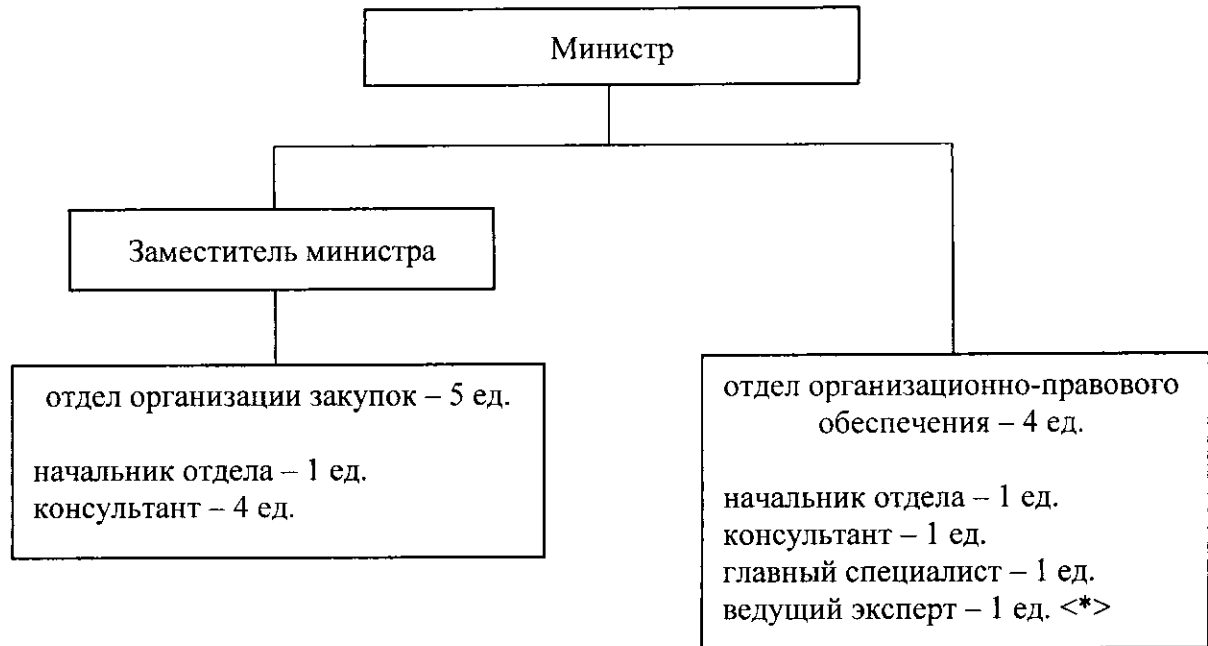 Министр
Заместитель министра
отдел организации закупок – 5 ед.
начальник отдела – 1 ед.
консультант – 4 ед.
отдел организационно-правового
обеспечения – 4 ед.
начальник отдела – 1 ед.
консультант – 1 ед.
главный специалист – 1 ед.
ведущий эксперт – 1 ед. <*>